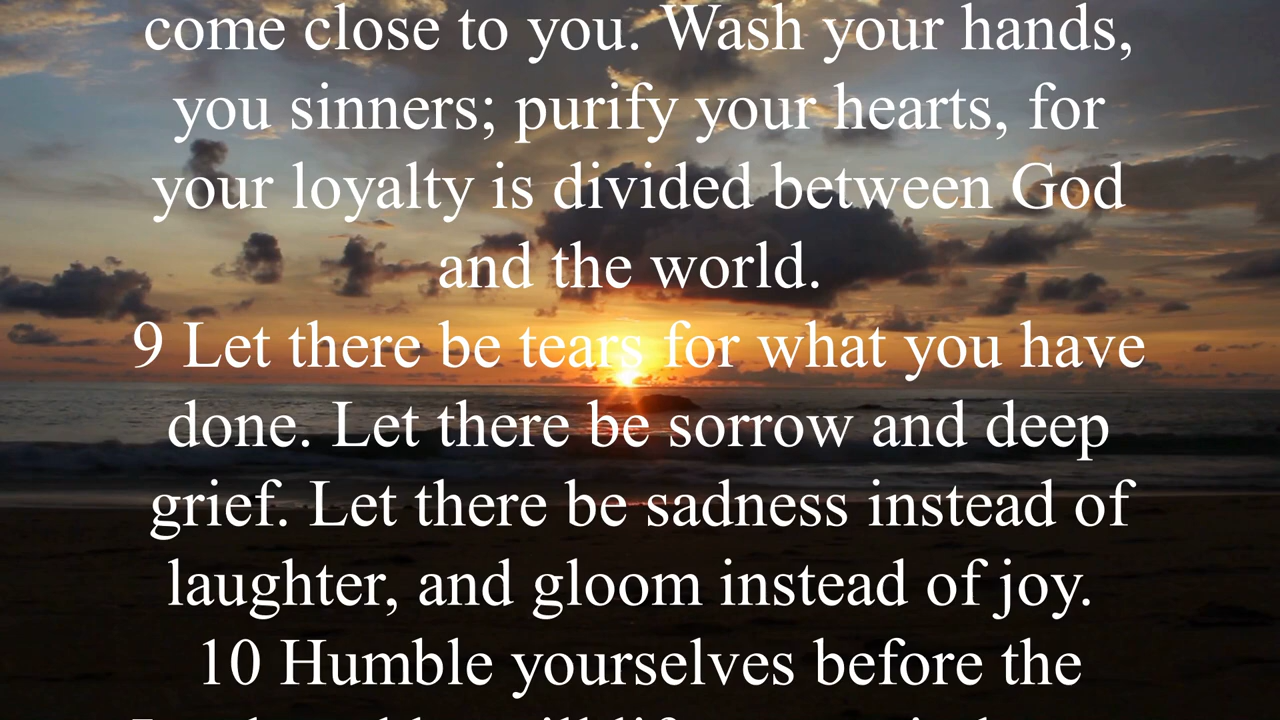 come close to you. Wash your hands,
you sinners; purify your hearts, for
your loyalty is divided between God
and the world.
9 Let there be tears for what you have
done. Let there be sorrow and deep
grief. Let there be sadness instead of
laughter, and gloom instead of joy.
10 Humble yourselves before the